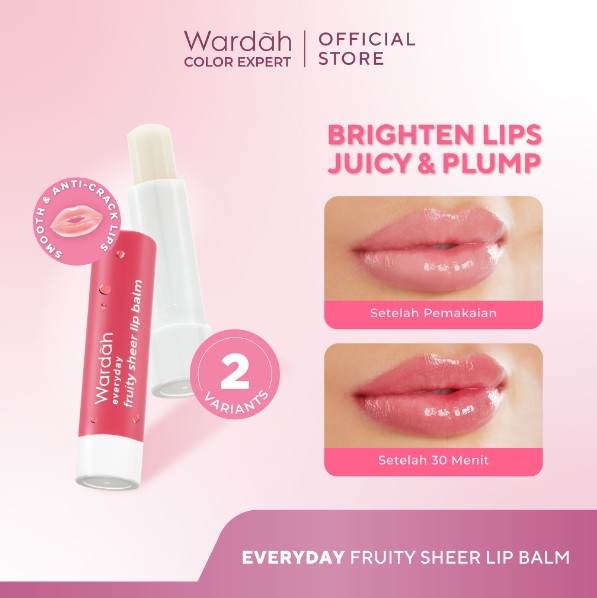 Wardah
COLOR EXPERT
OFFICIAL
STORE
BRIGHTEN LIPS
JUICY & PLUMP
SMOOTH & ANTI-CRACK LIPS
Setelah Pemakaian
Wardah
everyday
fruity sheer lip balm
2
VARIANTS
Setelah 30 Menit
EVERYDAY FRUITY SHEER LIP BALM